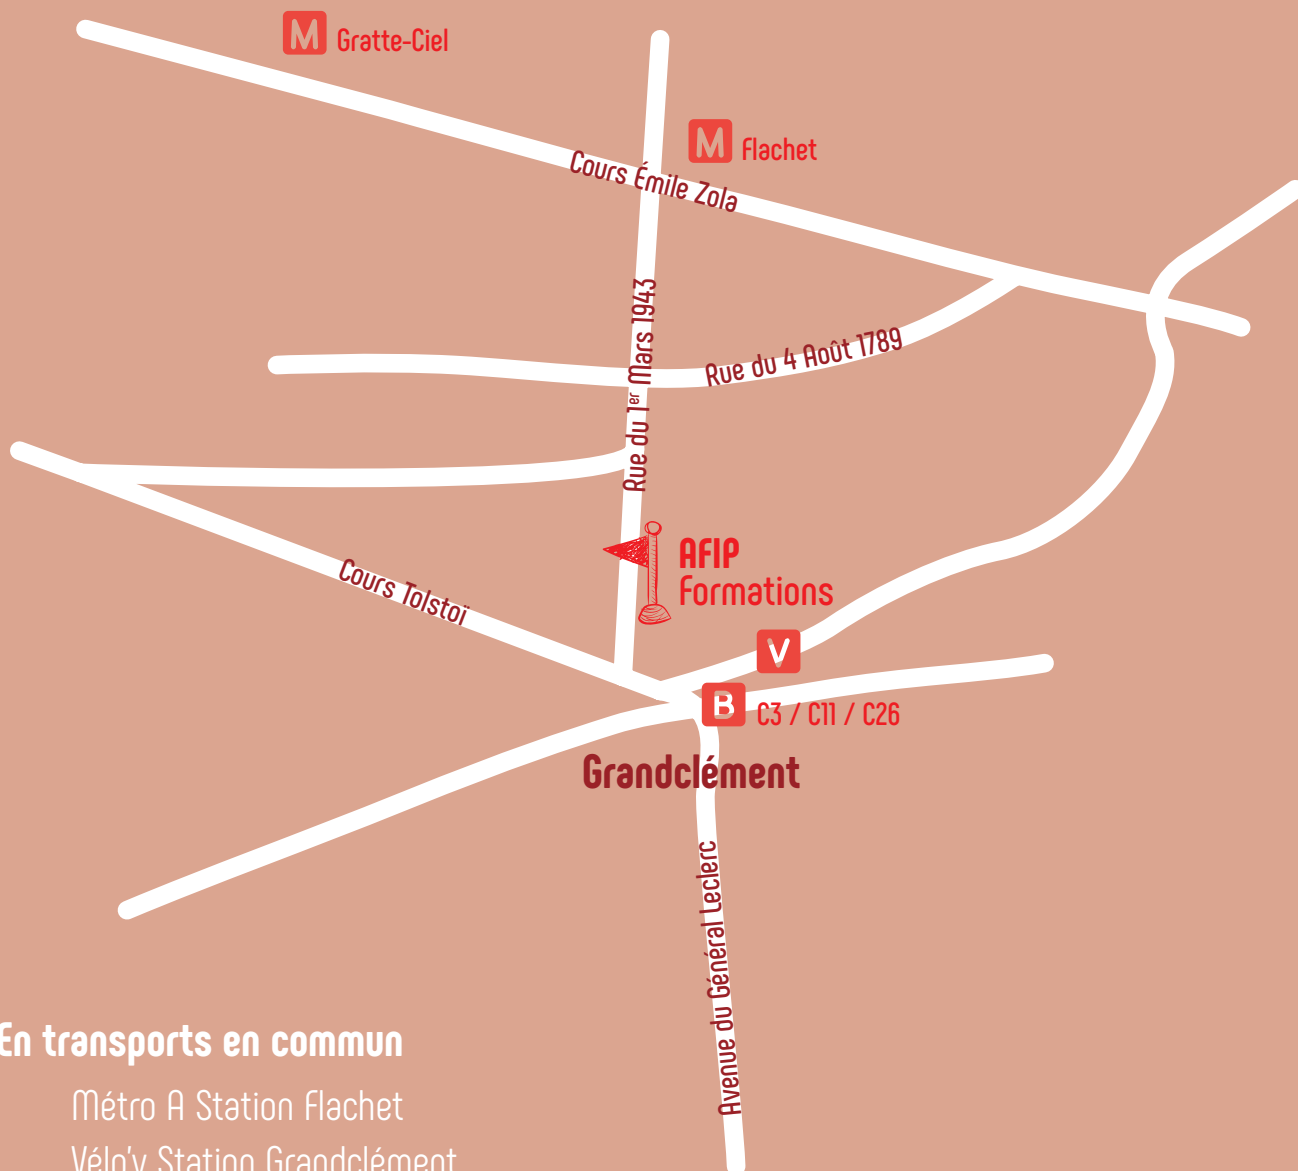 M Gratte-Ciel
M Flachet
Cours Émile Zola
Rue du 1er Mars 1943
Rue du 4 Août 1789
AFIP
Formations
Cours Tolstoï
V
B C3 / C11 / C26
Grandclément
Avenue du Général Leclerc
En transports en commun
Métro A Station Flachet
Vélo'v Station Grandclément